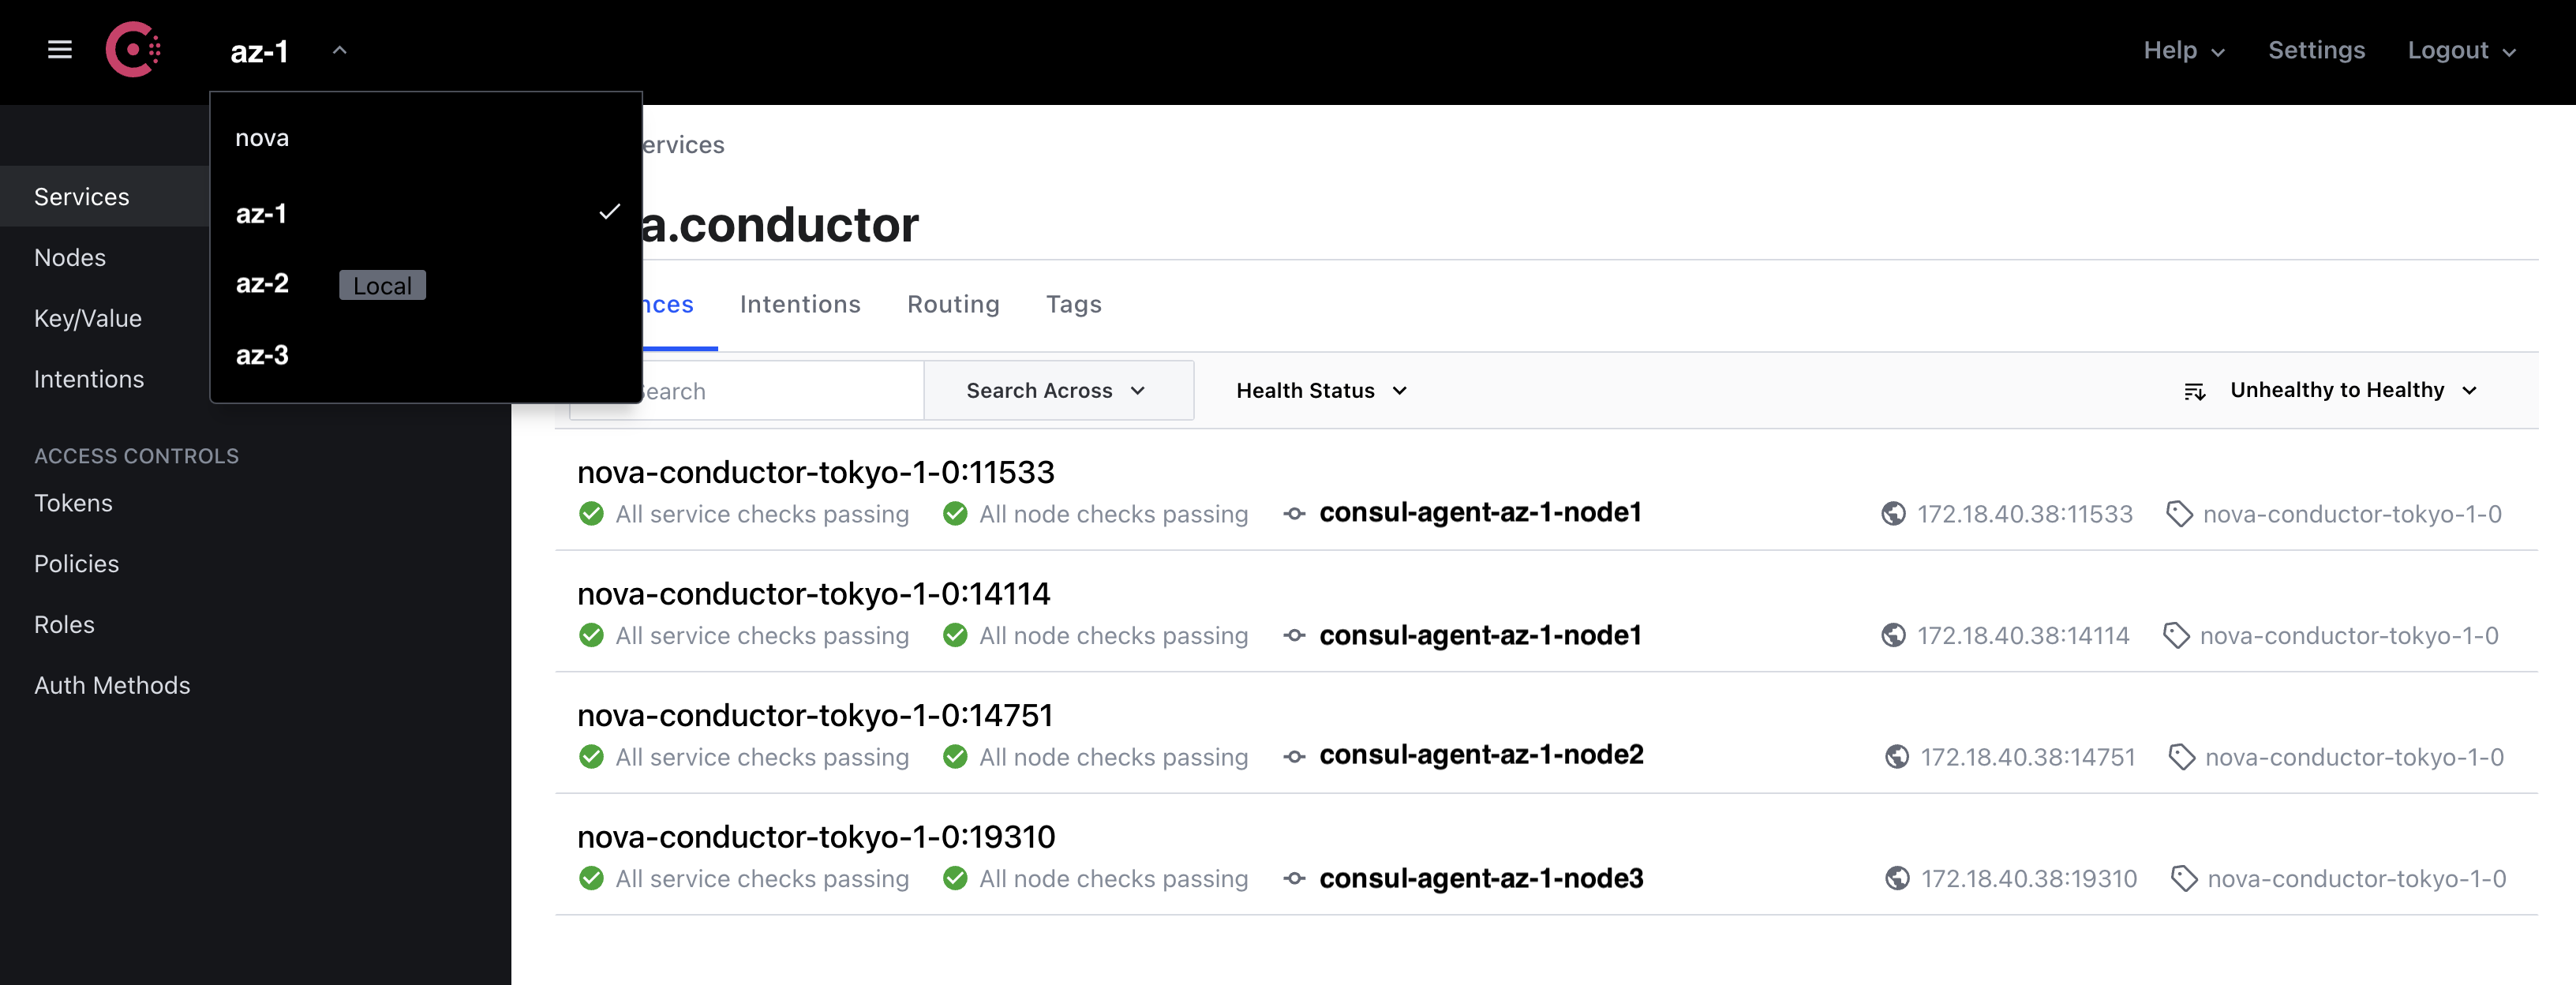 az-1
Help
Settings
Logout
nova
az-1
az-2 Local
az-3
Services
Nodes
Key/Value
Intentions
ACCESS CONTROLS
Tokens
Policies
Roles
Auth Methods
ervices
a.conductor
nces Intentions Routing Tags
earch Search Across Health Status Unhealthy to Healthy
nova-conductor-tokyo-1-0:11533
All service checks passing All node checks passing consul-agent-az-1-node1 172.18.40.38:11533 nova-conductor-tokyo-1-0
nova-conductor-tokyo-1-0:14114
All service checks passing All node checks passing consul-agent-az-1-node1 172.18.40.38:14114 nova-conductor-tokyo-1-0
nova-conductor-tokyo-1-0:14751
All service checks passing All node checks passing consul-agent-az-1-node2 172.18.40.38:14751 nova-conductor-tokyo-1-0
nova-conductor-tokyo-1-0:19310
All service checks passing All node checks passing consul-agent-az-1-node3 172.18.40.38:19310 nova-conductor-tokyo-1-0